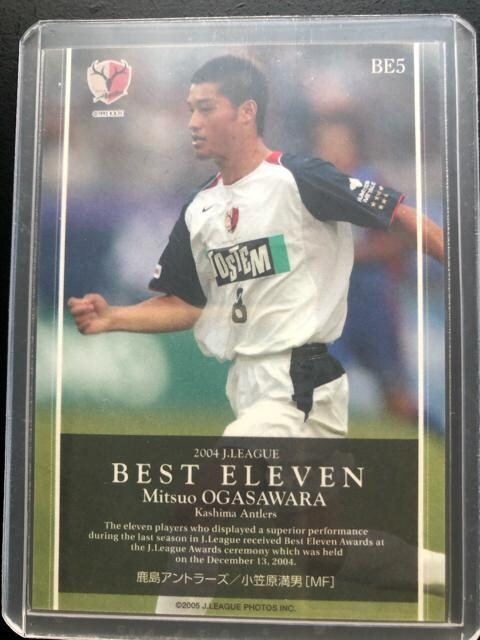 BE5
©1992 K.A.FC
TOSTEM
8
2004 J.LEAGUE
BEST ELEVEN
Mitsuo OGASAWARA
Kashima Antlers
The eleven players who displayed a superior performance
during the last season in J.League received Best Eleven Awards at
the J.League Awards ceremony which was held
on the December 13, 2004.
鹿島アントラーズ／小笠原満男[MF]
©2005 J.LEAGUE PHOTOS INC.